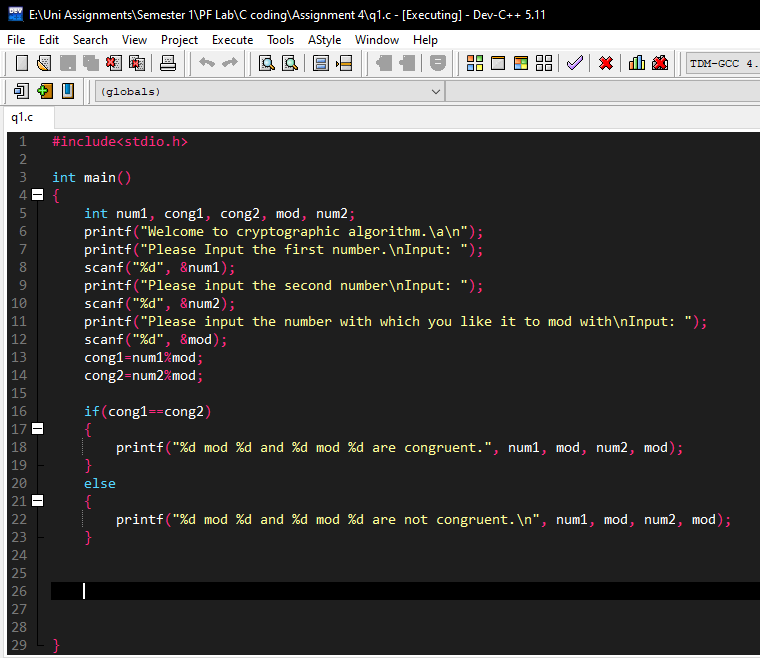 E:\Uni Assignments\Semester 1\PF Lab\C coding\Assignment 4\q1.c - [Executing] - Dev-C++ 5.11
File Edit Search View Project Execute Tools AStyle Window Help
TDM-GCC 4.
(globals)
q1.c
1 #include<stdio.h>
2
3 int main()
4 {
5 int num1, cong1, cong2, mod, num2;
6 printf("Welcome to cryptographic algorithm.\a\n");
7 printf("Please Input the first number.\nInput: ");
8 scanf("%d", &num1);
9 printf("Please input the second number\nInput: ");
10 scanf("%d", &num2);
11 printf("Please input the number with which you like it to mod with\nInput: ");
12 scanf("%d", &mod);
13 cong1=num1%mod;
14 cong2=num2%mod;
15
16 if(cong1==cong2)
17 {
18 printf("%d mod %d and %d mod %d are congruent.", num1, mod, num2, mod);
19 }
20 else
21 {
22 printf("%d mod %d and %d mod %d are not congruent.\n", num1, mod, num2, mod);
23 }
24
25
26
27
28
29 }